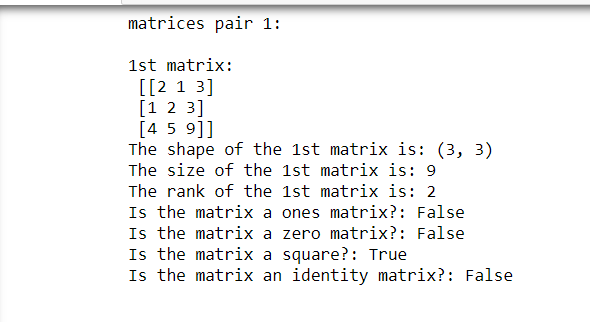 matrices pair 1:
1st matrix:
[[2 1 3]
[1 2 3]
[4 5 9]]
The shape of the 1st matrix is: (3, 3)
The size of the 1st matrix is: 9
The rank of the 1st matrix is: 2
Is the matrix a ones matrix?: False
Is the matrix a zero matrix?: False
Is the matrix a square?: True
Is the matrix an identity matrix?: False